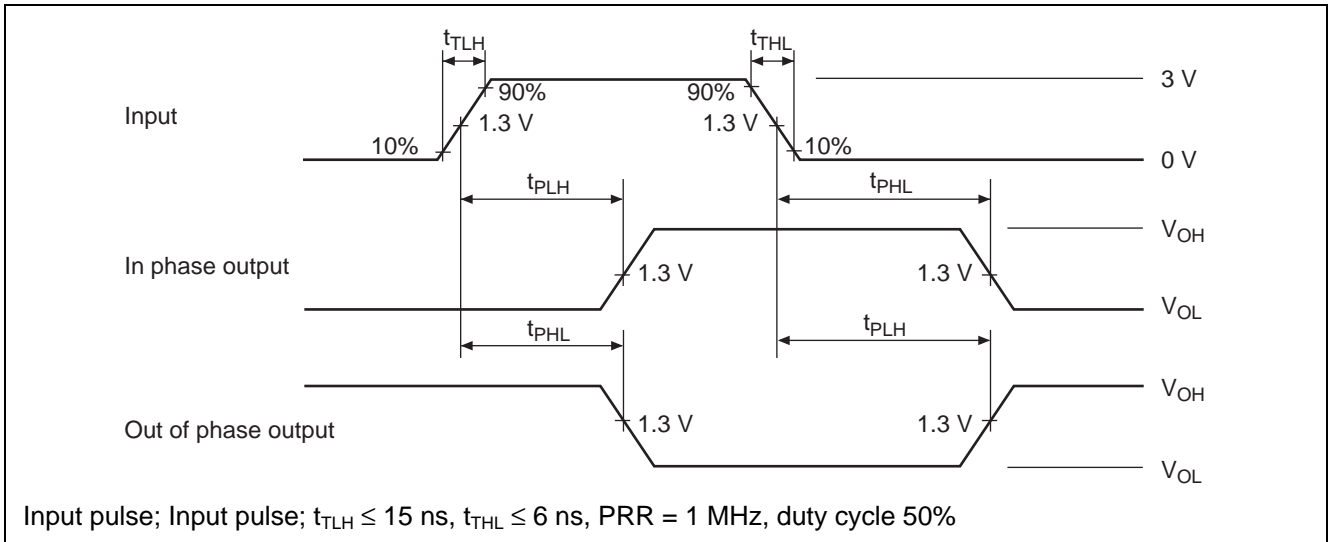 tTLH
tTHL
Input
90%
90%
3 V
1.3 V
1.3 V
10%
10%
0 V
tPLH
tPHL
In phase output
VOH
1.3 V
1.3 V
VOL
tPHL
tPLH
Out of phase output
VOH
1.3 V
1.3 V
VOL
Input pulse; Input pulse; tTLH ≤ 15 ns, tTHL ≤ 6 ns, PRR = 1 MHz, duty cycle 50%